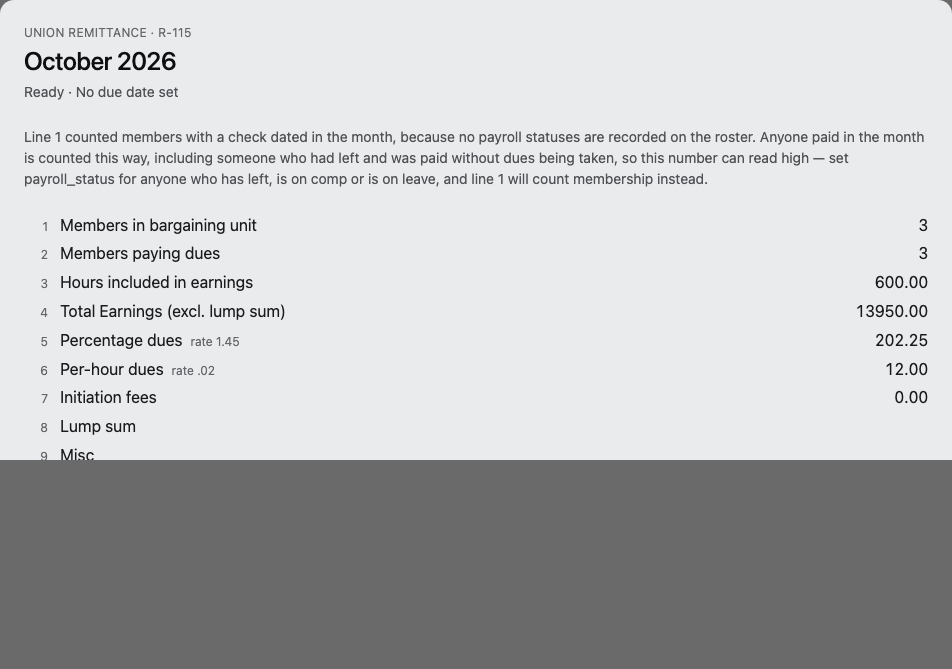 UNION REMITTANCE · R-115
October 2026
Ready · No due date set
Line 1 counted members with a check dated in the month, because no payroll statuses are recorded on the roster. Anyone paid in the month
is counted this way, including someone who had left and was paid without dues being taken, so this number can read high — set
payroll_status for anyone who has left, is on comp or is on leave, and line 1 will count membership instead.
1 Members in bargaining unit 3
2 Members paying dues 3
3 Hours included in earnings 600.00
4 Total Earnings (excl. lump sum) 13950.00
5 Percentage dues rate 1.45 202.25
6 Per-hour dues rate .02 12.00
7 Initiation fees 0.00
8 Lump sum
9 Misc